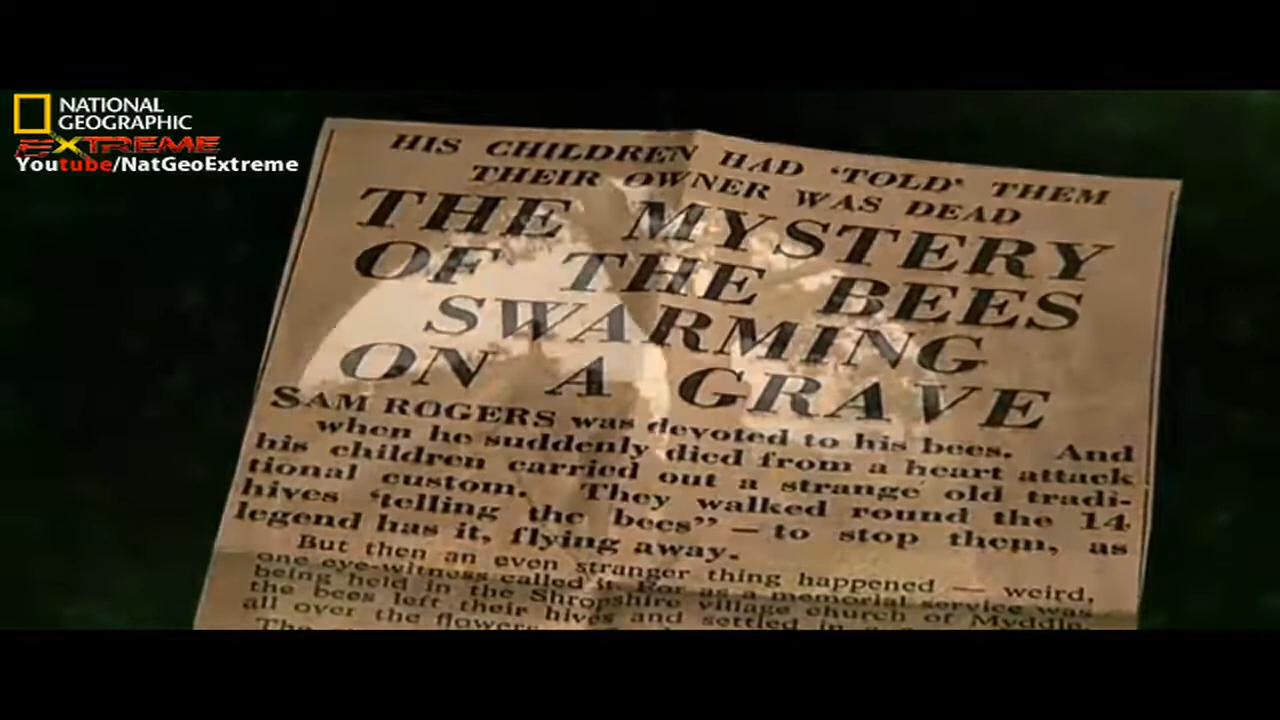 NATIONAL
GEOGRAPHIC
EXTREME
Youtube/NatGeoExtreme
HIS CHILDREN HAD ‘TOLD’ THEM
THEIR OWNER WAS DEAD
THE MYSTERY
OF THE BEES
SWARMING
ON A GRAVE
SAM ROGERS was devoted to his bees. And
when he suddenly died from a heart attack
his children carried out a strange old tradi-
tional custom. They walked round the 14
hives ‘telling the bees” — to stop them, as
legend has it, flying away.
But then an even stranger thing happened — weird,
one eye-witness called it. For as a memorial service was
being held in the Shropshire village church of Myddle,
the bees left their hives and settled in a
all over the flowers